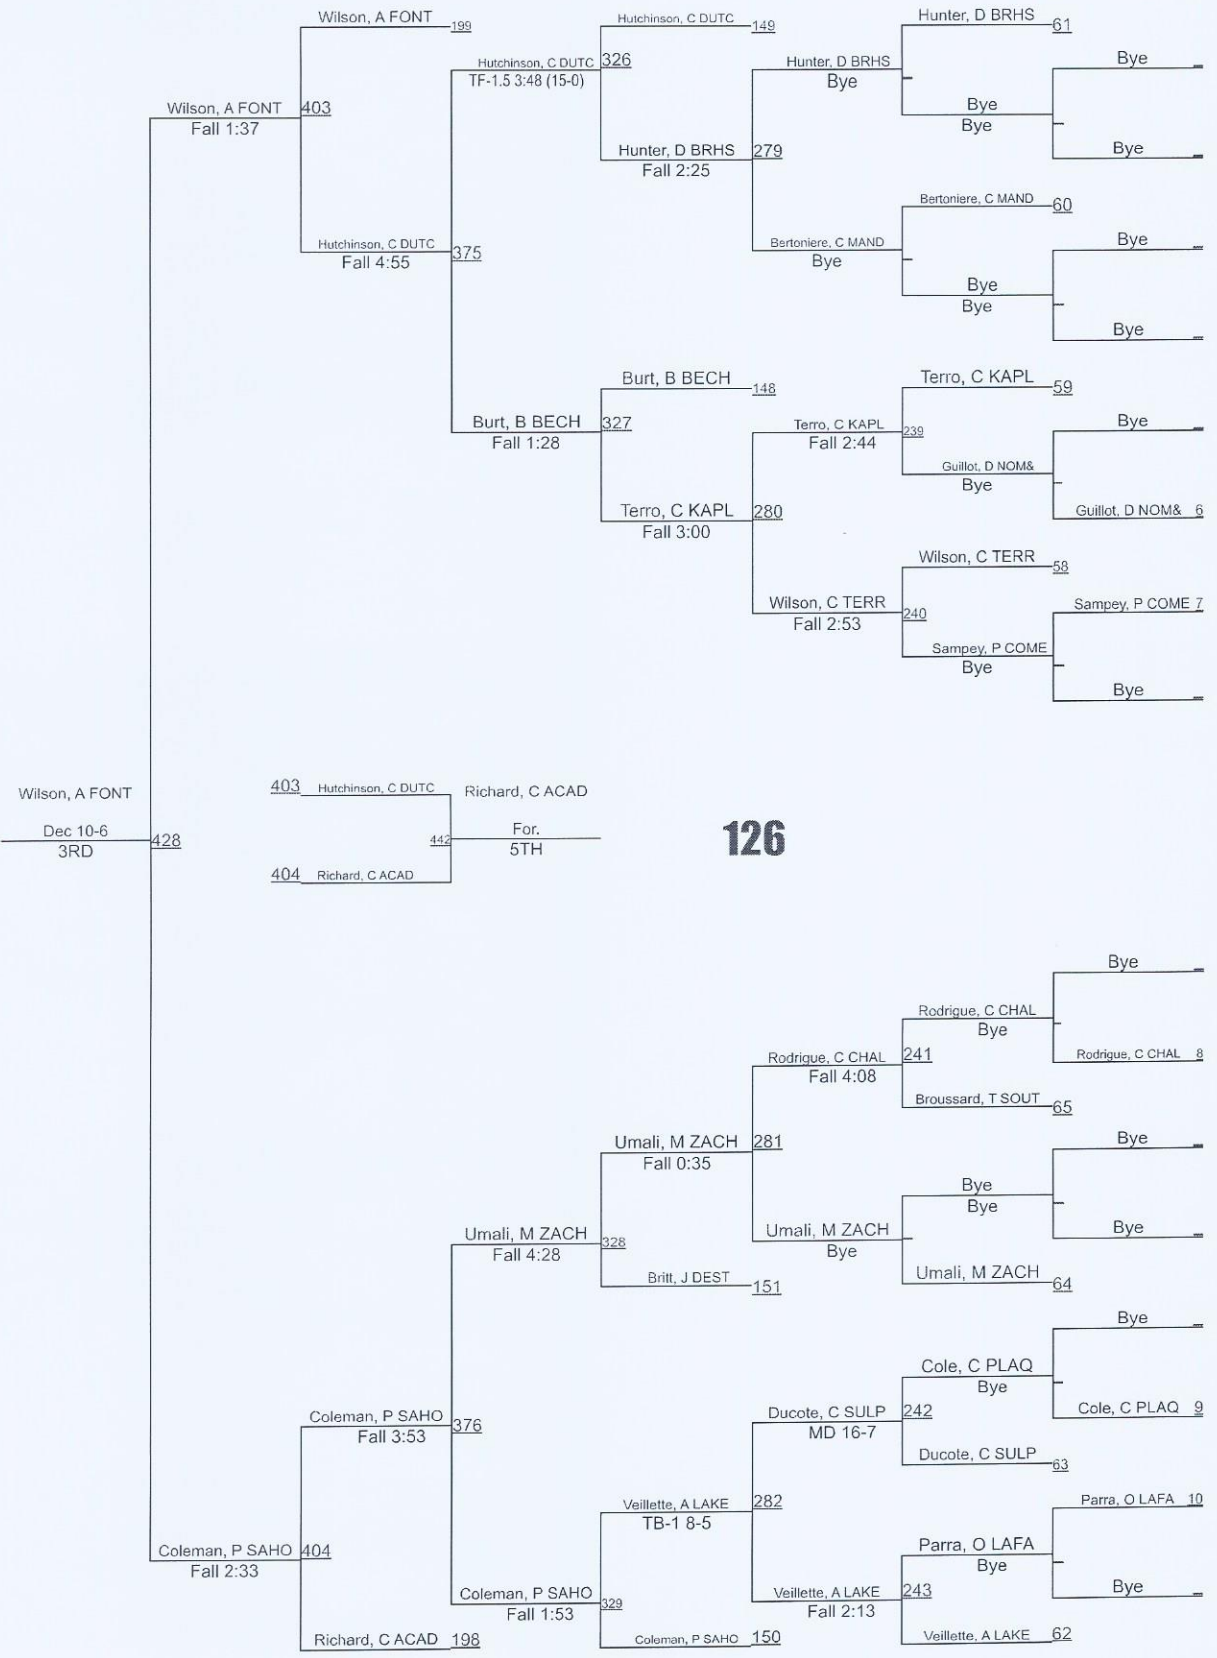 Wilson, A FONT
199
Hutchinson, C DUTC
149
Hunter, D BRHS
61
Bye
Hutchinson, C DUTC 326
TF-1.5 3:48 (15-0)
Hunter, D BRHS
Bye
Wilson, A FONT 403
Fall 1:37
Bye
Bye
Bye
Hunter, D BRHS 279
Fall 2:25
Bertoniere, C MAND 60
Bye
Hutchinson, C DUTC 375
Fall 4:55
Bertoniere, C MAND
Bye
Bye
Bye
Bye
Burt, B BECH 148
Terro, C KAPL 59
Bye
Burt, B BECH 327
Fall 1:28
Terro, C KAPL 239
Fall 2:44
Guillot, D NOM&
Bye
Terro, C KAPL 280
Fall 3:00
Guillot, D NOM& 6
Wilson, C TERR 58
Wilson, C TERR 240
Fall 2:53
Sampey, P COME 7
Sampey, P COME
Bye
Bye
Wilson, A FONT
403 Hutchinson, C DUTC
Richard, C ACAD
Dec 10-6
3RD
428
442
For.
5TH
126
404 Richard, C ACAD
Bye
Rodrigue, C CHAL
Bye
Rodrigue, C CHAL 241
Fall 4:08
Rodrigue, C CHAL 8
Broussard, T SOUT 65
Umali, M ZACH 281
Fall 0:35
Bye
Bye
Bye
Umali, M ZACH 328
Fall 4:28
Umali, M ZACH
Bye
Bye
Britt, J DEST 151
Umali, M ZACH 64
Bye
Cole, C PLAQ
Bye
Coleman, P SAHO 376
Fall 3:53
Ducote, C SULP 242
MD 16-7
Cole, C PLAQ 9
Ducote, C SULP 63
Veillette, A LAKE 282
TB-1 8-5
Parra, O LAFA 10
Coleman, P SAHO 404
Fall 2:33
Parra, O LAFA
Bye
Coleman, P SAHO 329
Fall 1:53
Veillette, A LAKE 243
Fall 2:13
Bye
Richard, C ACAD 198
Coleman, P SAHO 150
Veillette, A LAKE 62